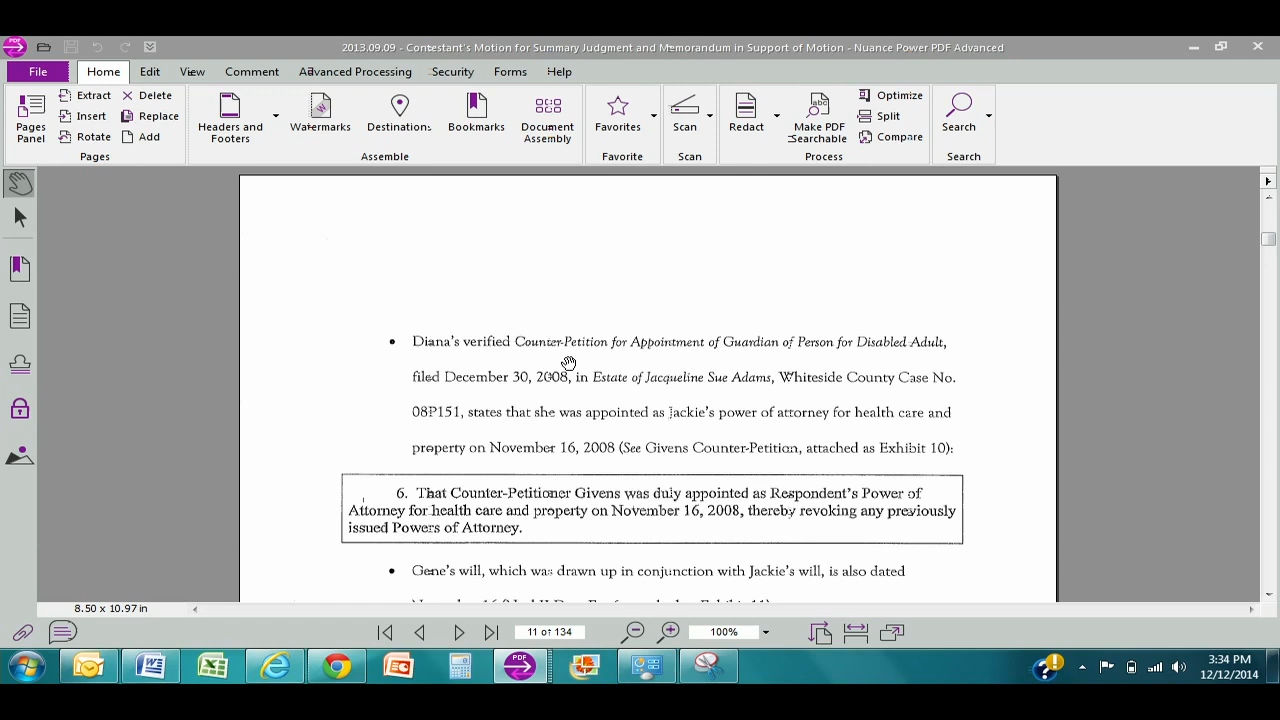 2013.09.09 - Contestant's Motion for Summary Judgment and Memorandum in Support of Motion - Nuance Power PDF Advanced
File Home Edit View Comment Advanced Processing Security Forms Help
Pages Panel
Extract
Insert
Rotate
Delete
Replace
Add
Pages
Headers and Footers
Watermarks
Destinations
Bookmarks
Document Assembly
Assemble
Favorites
Favorite
Scan
Scan
Redact
Make PDF Searchable
Optimize
Split
Compare
Process
Search
Search
• Diana's verified Counter-Petition for Appointment of Guardian of Person for Disabled Adult,
filed December 30, 2008, in Estate of Jacqueline Sue Adams, Whiteside County Case No.
08P151, states that she was appointed as Jackie's power of attorney for health care and
property on November 16, 2008 (See Givens Counter-Petition, attached as Exhibit 10):
6. That Counter-Petitioner Givens was duly appointed as Respondent's Power of
Attorney for health care and property on November 16, 2008, thereby revoking any previously
issued Powers of Attorney.
• Gene's will, which was drawn up in conjunction with Jackie's will, is also dated
8.50 x 10.97 in
11 of 134
100%
3:34 PM
12/12/2014